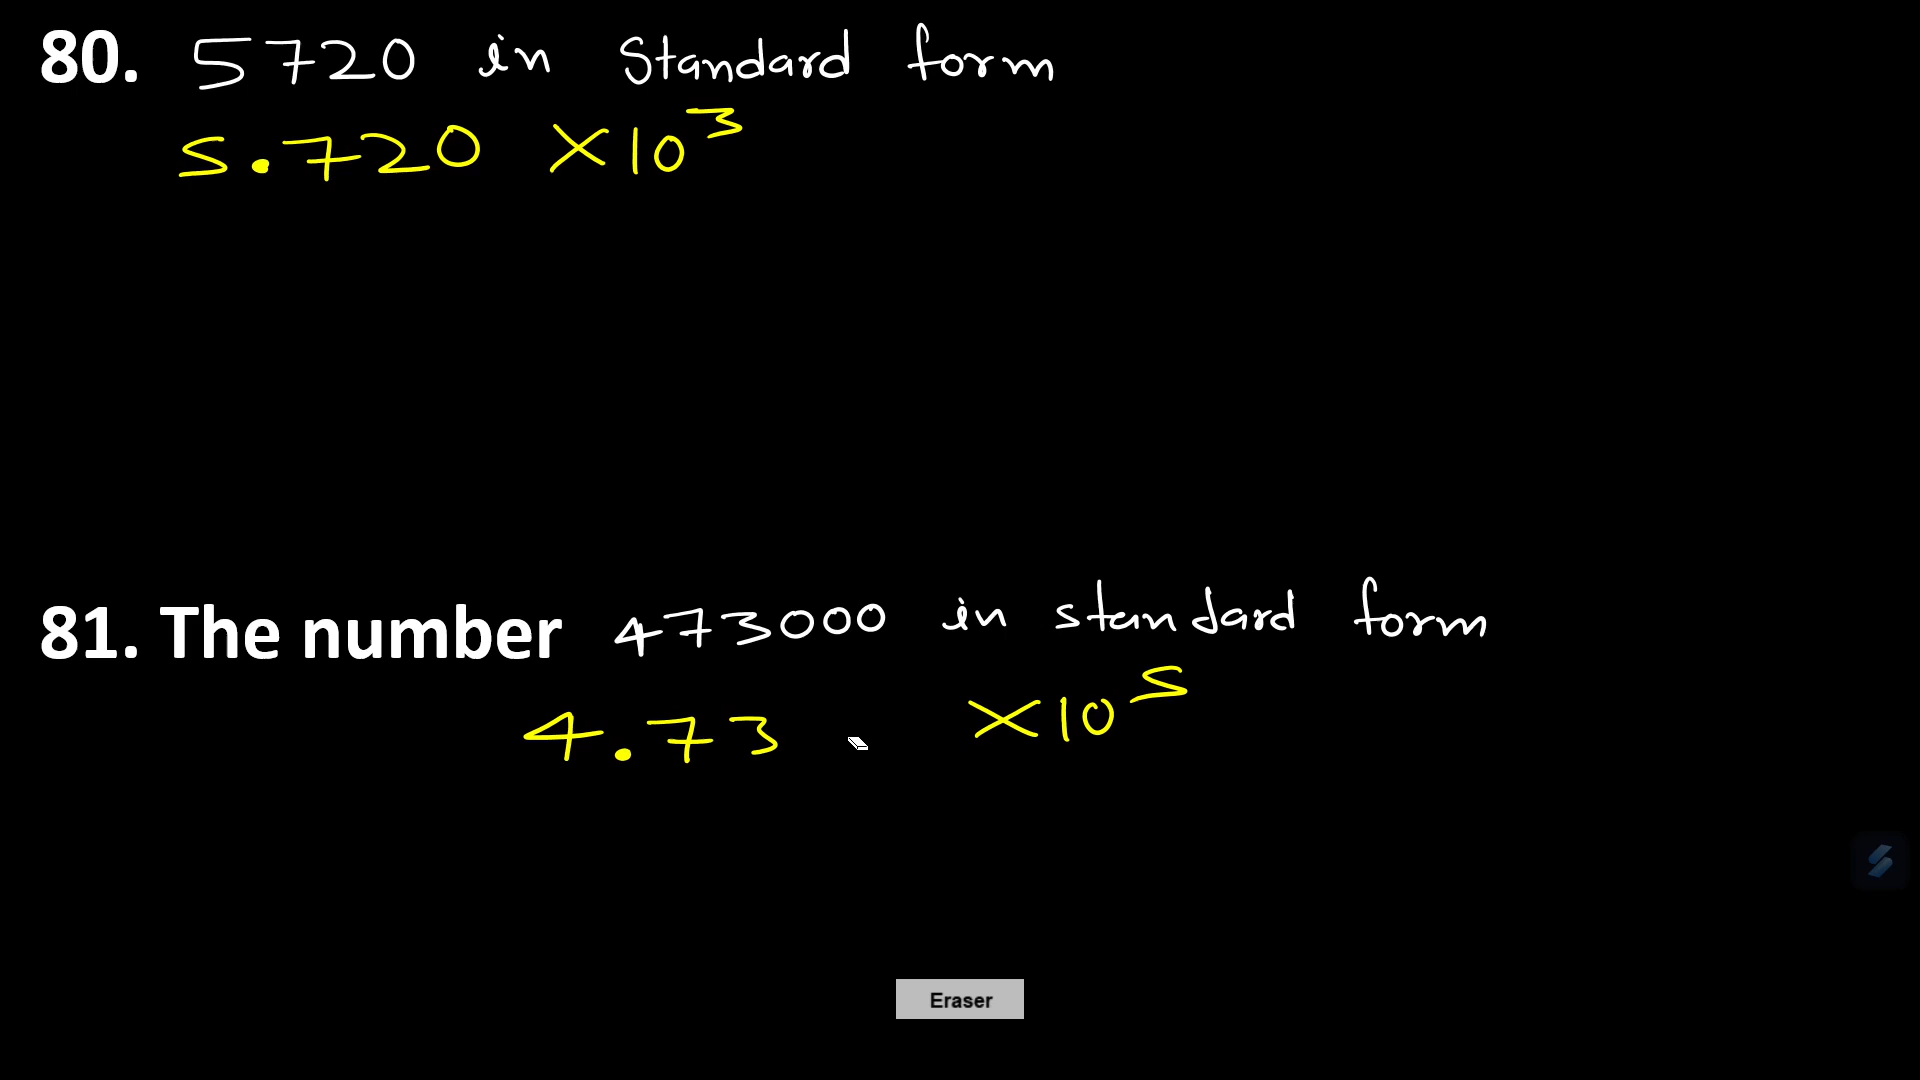 80. 5720 in Standard form
5.720 ×10³
81. The number 473000 in standard form
4.73 ×10⁵
Eraser